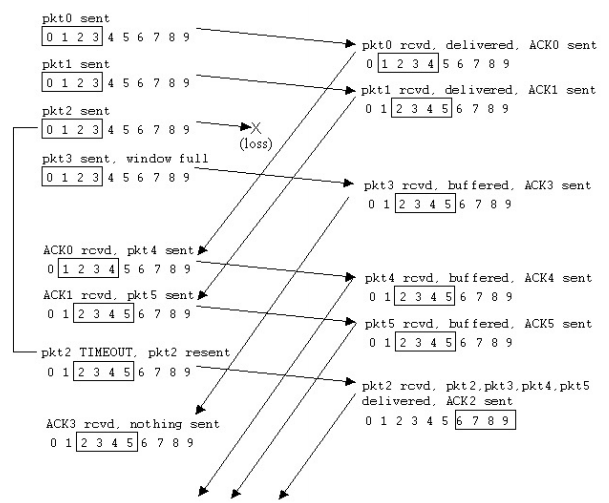 pkt0 sent
0 1 2 3 4 5 6 7 8 9
pkt1 sent
0 1 2 3 4 5 6 7 8 9
pkt2 sent
0 1 2 3 4 5 6 7 8 9
X
(loss)
pkt3 sent, window full
0 1 2 3 4 5 6 7 8 9
ACK0 rcvd, pkt4 sent
0 1 2 3 4 5 6 7 8 9
ACK1 rcvd, pkt5 sent
0 1 2 3 4 5 6 7 8 9
pkt2 TIMEOUT, pkt2 resent
0 1 2 3 4 5 6 7 8 9
ACK3 rcvd, nothing sent
0 1 2 3 4 5 6 7 8 9
pkt0 rcvd, delivered, ACK0 sent
0 1 2 3 4 5 6 7 8 9
pkt1 rcvd, delivered, ACK1 sent
0 1 2 3 4 5 6 7 8 9
pkt3 rcvd, buffered, ACK3 sent
0 1 2 3 4 5 6 7 8 9
pkt4 rcvd, buffered, ACK4 sent
0 1 2 3 4 5 6 7 8 9
pkt5 rcvd, buffered, ACK5 sent
0 1 2 3 4 5 6 7 8 9
pkt2 rcvd, pkt2,pkt3,pkt4,pkt5
delivered, ACK2 sent
0 1 2 3 4 5 6 7 8 9